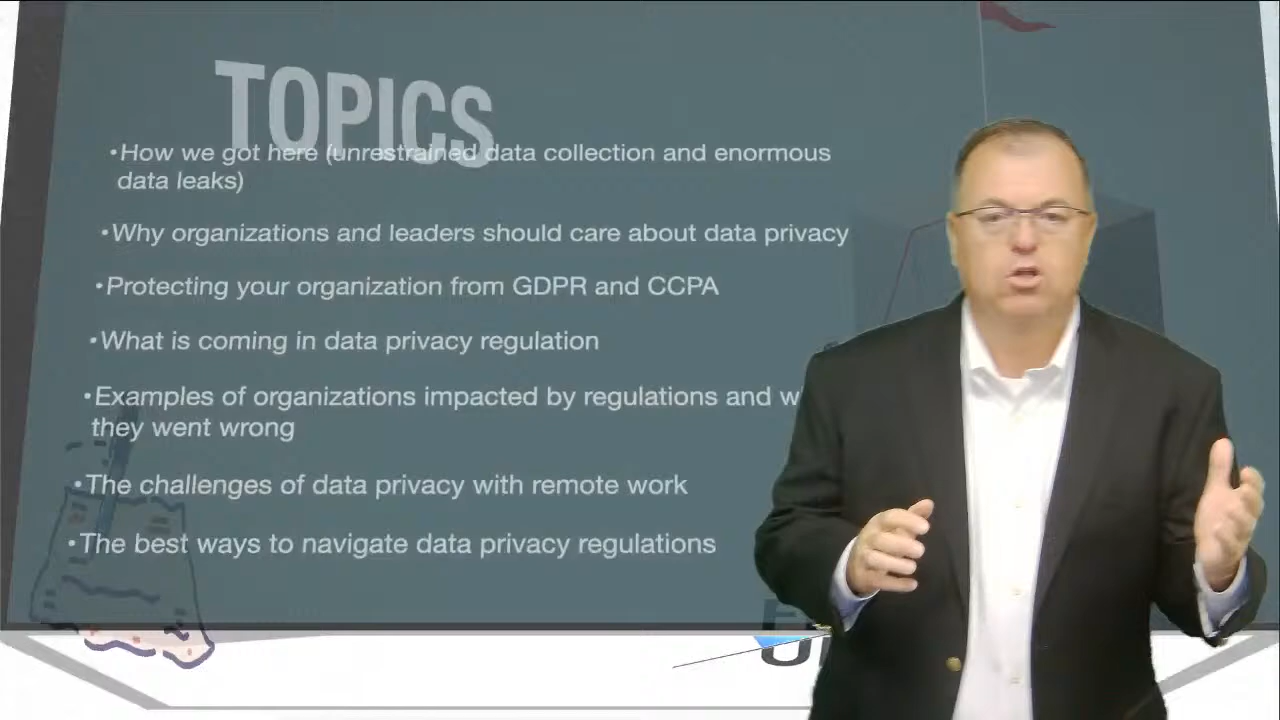 TOPICS
•How we got here (unrestrained data collection and enormous
data leaks)
•Why organizations and leaders should care about data privacy
•Protecting your organization from GDPR and CCPA
•What is coming in data privacy regulation
•Examples of organizations impacted by regulations and
they went wrong
•The challenges of data privacy with remote work
•The best ways to navigate data privacy regulations